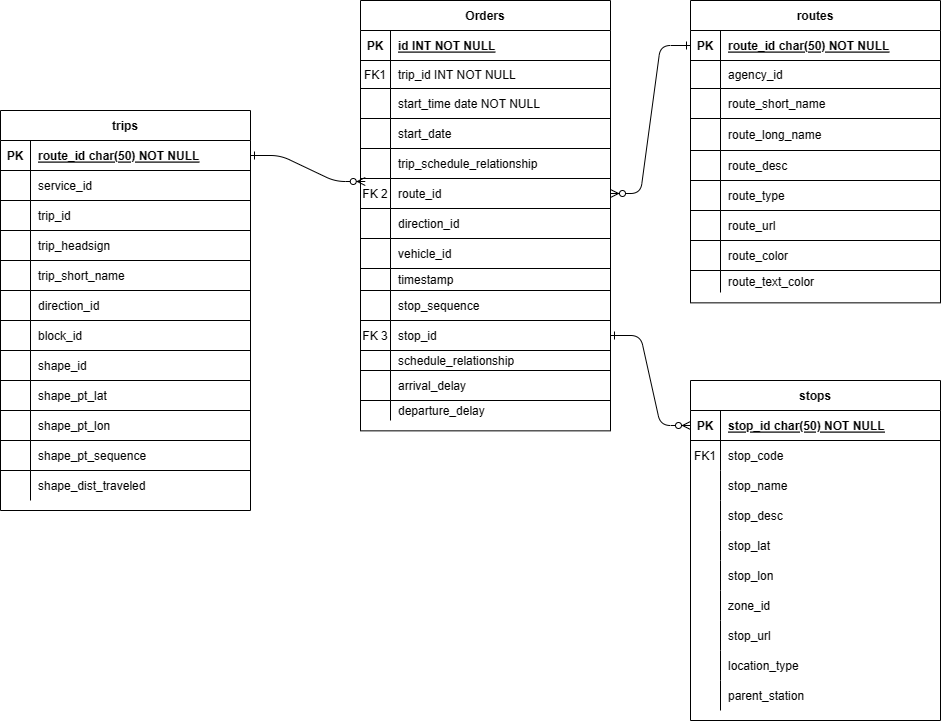 trips
PK route_id char(50) NOT NULL
service_id
trip_id
trip_headsign
trip_short_name
direction_id
block_id
shape_id
shape_pt_lat
shape_pt_lon
shape_pt_sequence
shape_dist_traveled
Orders
PK id INT NOT NULL
FK1 trip_id INT NOT NULL
start_time date NOT NULL
start_date
trip_schedule_relationship
FK 2 route_id
direction_id
vehicle_id
timestamp
stop_sequence
FK 3 stop_id
schedule_relationship
arrival_delay
departure_delay
routes
PK route_id char(50) NOT NULL
agency_id
route_short_name
route_long_name
route_desc
route_type
route_url
route_color
route_text_color
stops
PK stop_id char(50) NOT NULL
FK1 stop_code
stop_name
stop_desc
stop_lat
stop_lon
zone_id
stop_url
location_type
parent_station